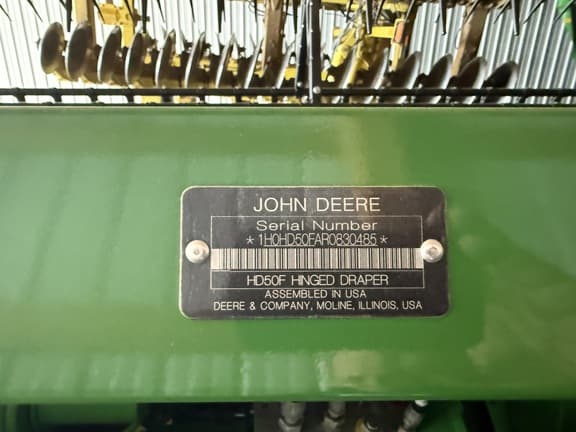 JOHN DEERE
Serial Number
*1H0HD50FAR0830485*
HD50F HINGED DRAPER
ASSEMBLED IN USA
DEERE & COMPANY, MOLINE, ILLINOIS, USA